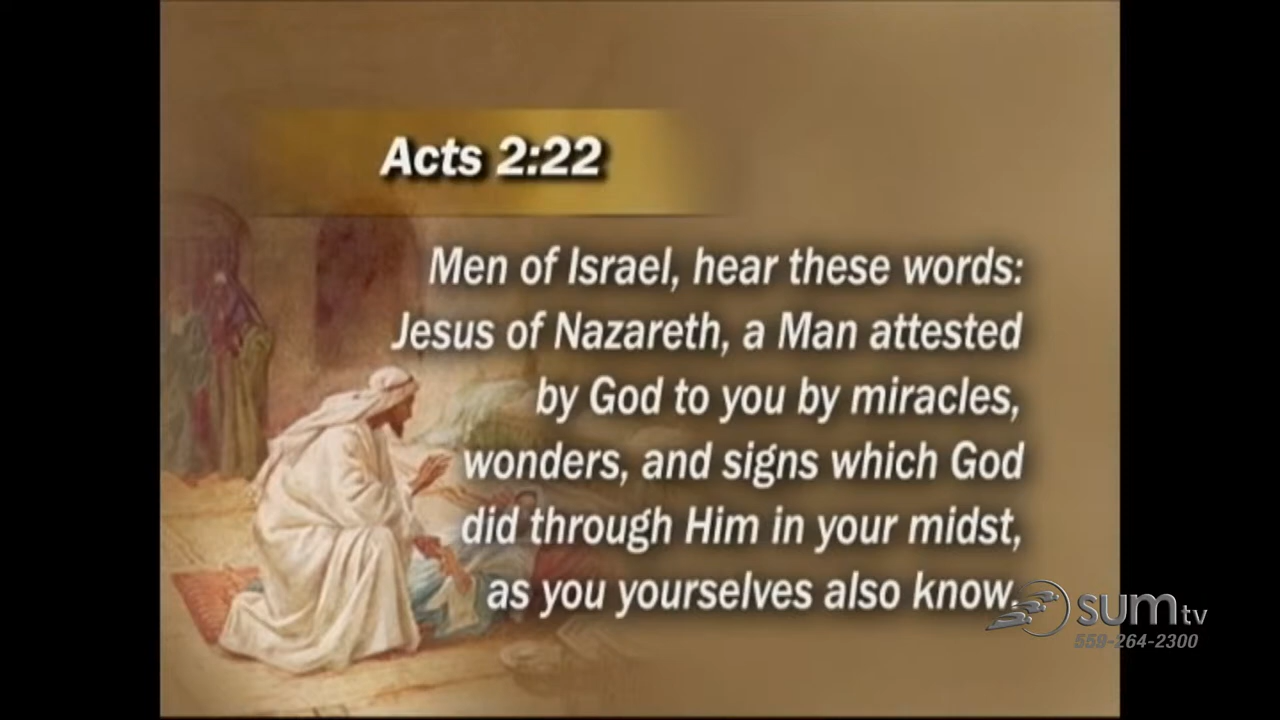 Acts 2:22
Men of Israel, hear these words:
Jesus of Nazareth, a Man attested
by God to you by miracles,
wonders, and signs which God
did through Him in your midst,
as you yourselves also know.
sumtv
559-264-2300